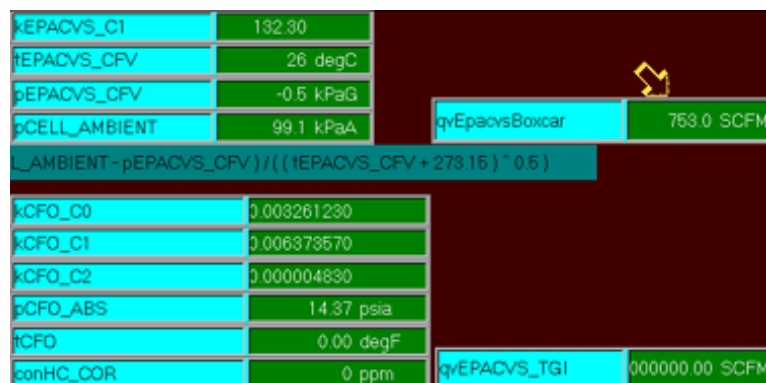 kEPACVS_C1 132.30
tEPACVS_CFV 26 degC
pEPACVS_CFV -0.5 kPaG
pCELL_AMBIENT 99.1 kPaA qvEpacvsBoxcar 753.0 SCFM
L_AMBIENT - pEPACVS_CFV ) / ( ( tEPACVS_CFV + 273.15 ) ^ 0.5 )
kCFO_C0 0.003261230
kCFO_C1 0.006373570
kCFO_C2 0.000004830
pCFO_ABS 14.37 psia
tCFO 0.00 degF
conHC_COR 0 ppm qvEPACVS_TGI 000000.00 SCFM